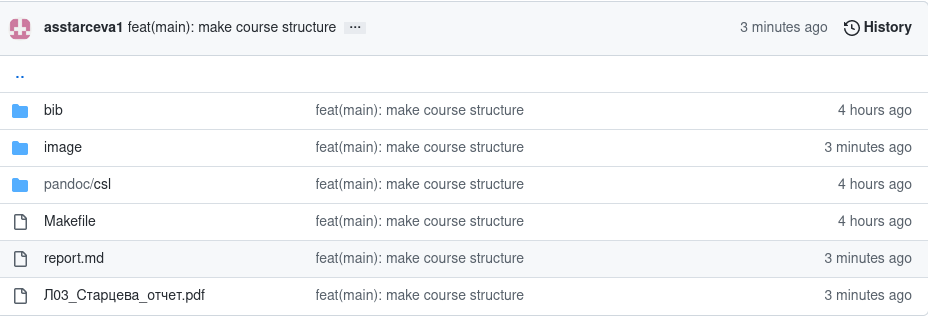 asstarceva1 feat(main): make course structure ... 3 minutes ago History
..
bib feat(main): make course structure 4 hours ago
image feat(main): make course structure 3 minutes ago
pandoc/csl feat(main): make course structure 4 hours ago
Makefile feat(main): make course structure 4 hours ago
report.md feat(main): make course structure 3 minutes ago
Л03_Старцева_отчет.pdf feat(main): make course structure 3 minutes ago